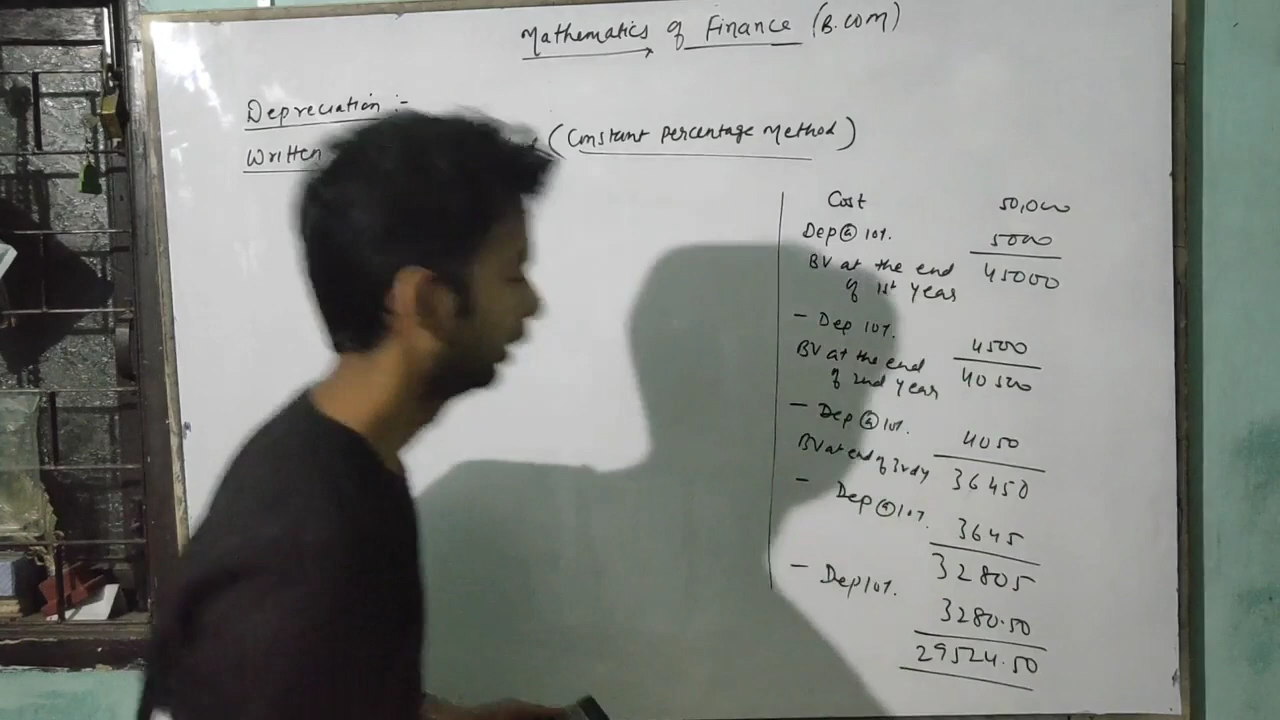 Mathematics of Finance (B.COM)
Depreciation :-
Written (Constant Percentage Method)
Cost 50,000
Dep@ 10%. 5000
BV at the end 45000
of 1st Year
- Dep 10%. 4500
BV at the end 40500
of 2nd Year
- Dep @ 10%. 4050
BV at end of 3rd y 36450
- Dep @ 10%. 3645
32805
- Dep 10%. 3280.50
29524.50